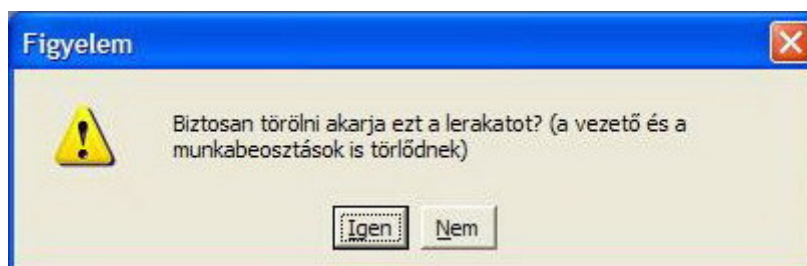 Figyelem
Biztosan törölni akarja ezt a lerakatot? (a vezető és a
munkabeosztások is törlődnek)
Igen Nem